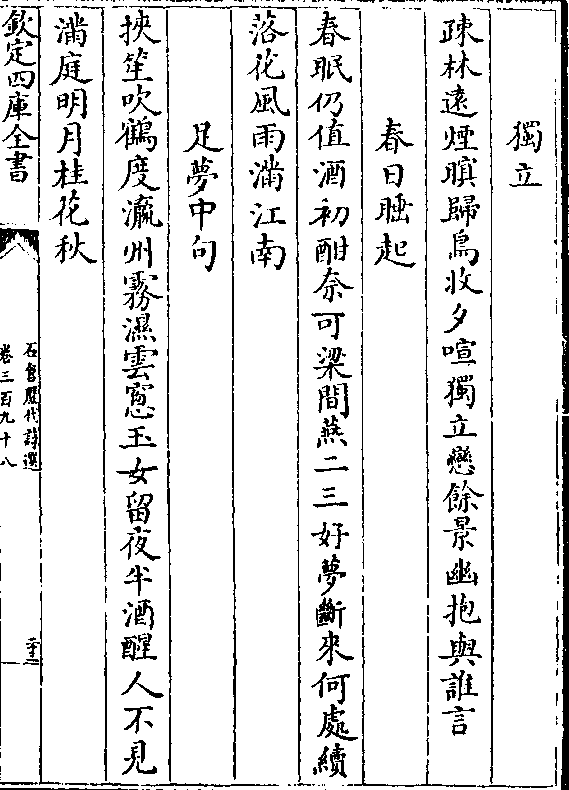 獨立
疎林遠煙暝歸鳥收夕喧獨立戀餘景幽抱與誰言
春日睡起
春眠仍值酒初酣奈可梁間燕二三好夢斷來何處續
落花風雨滿江南
足夢中句
挾笙吹鶴度瀛州霧濕雲窻玉女留夜半酒醒人不見
滿庭明月桂花秋
欽定四庫全書
石倉歷代詩選
卷三百九十八